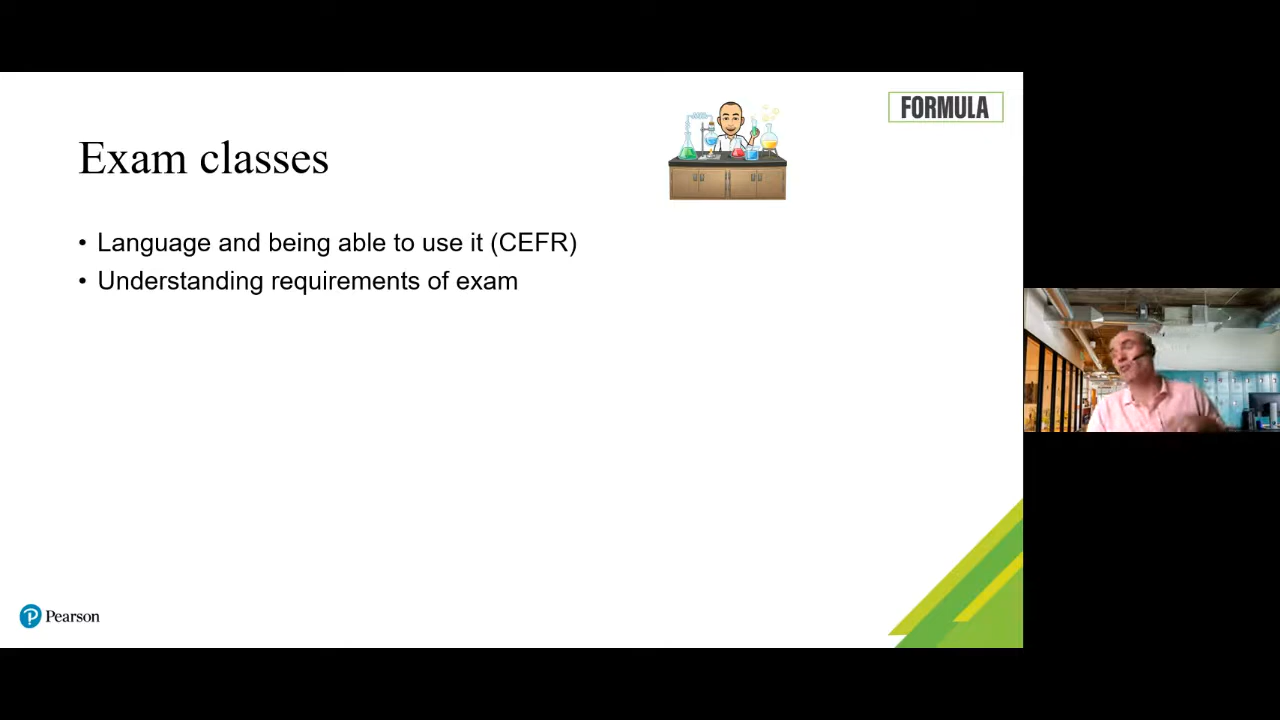 FORMULA
Exam classes
• Language and being able to use it (CEFR)
• Understanding requirements of exam
Pearson